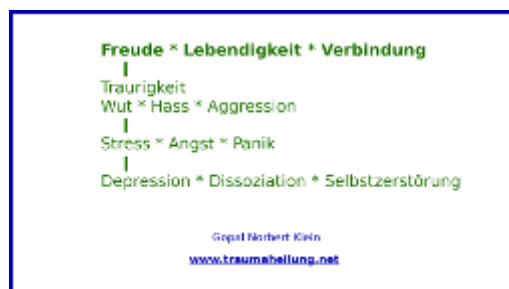 Freude * Lebendigkeit * Verbindung
|
Traurigkeit
Wut * Hass * Aggression
|
Stress * Angst * Panik
|
Depression * Dissoziation * Selbstzerstörung
Gopal Norbert Klein
www.traumaheilung.net